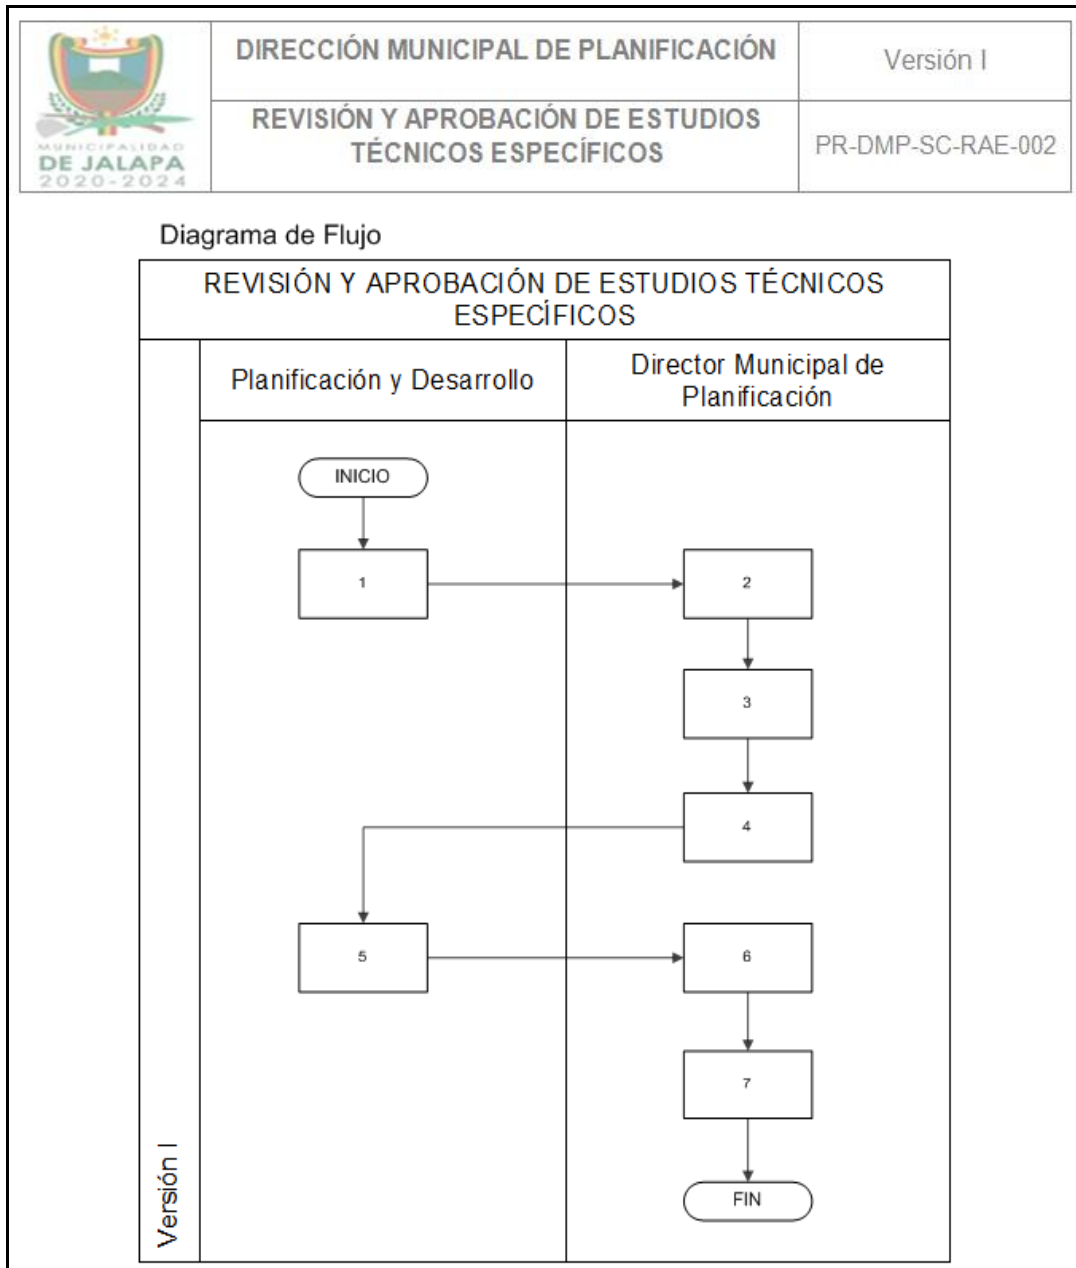 MUNICIPALIDAD
DE JALAPA
2020-2024
DIRECCIÓN MUNICIPAL DE PLANIFICACIÓN
Versión I
REVISIÓN Y APROBACIÓN DE ESTUDIOS
TÉCNICOS ESPECÍFICOS
PR-DMP-SC-RAE-002
Diagrama de Flujo
REVISIÓN Y APROBACIÓN DE ESTUDIOS TÉCNICOS
ESPECÍFICOS
Planificación y Desarrollo
Director Municipal de
Planificación
INICIO
1
2
3
4
5
6
7
FIN
Versión I